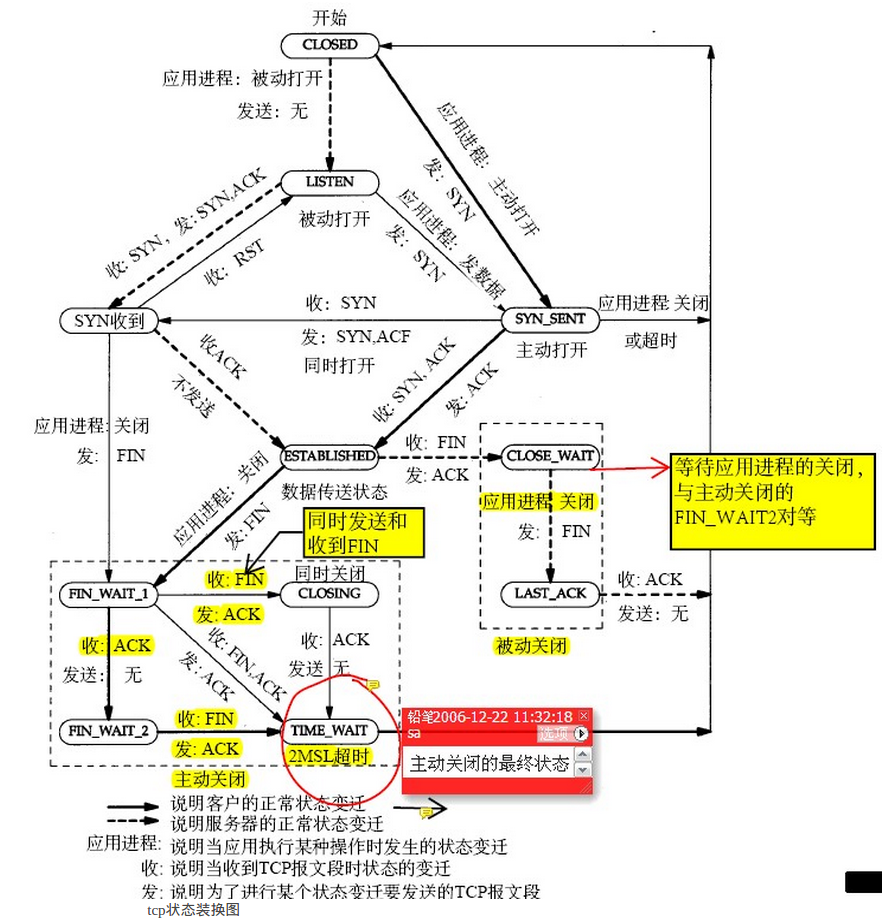 开始
CLOSED
应用进程：被动打开
发送：无
应用进程：主动打开
发：SYN
LISTEN
被动打开
收：SYN，发：SYN,ACK
收：RST
应用进程：发数据
发：SYN
SYN收到
收：SYN
发：SYN,ACF
同时打开
SYN_SENT
主动打开
应用进程:关闭
或超时
收ACK
不发送
收：SYN, ACK
发：ACK
应用进程:关闭
发： FIN
ESTABLISHED
数据传送状态
收：FIN
发: ACK
CLOSE_WAIT
等待应用进程的关闭，
与主动关闭的
FIN_WAIT2对等
应用进程:关闭
发： FIN
应用进程：关闭
发：FIN
同时发送和
收到FIN
FIN_WAIT_1
收: FIN
发: ACK
同时关闭
CLOSING
LAST_ACK
收：ACK
发送：无
被动关闭
收: ACK
发送： 无
收：FIN,ACK
发：ACK
收： ACK
发送 无
FIN_WAIT_2
收: FIN
发: ACK
主动关闭
TIME_WAIT
2MSL超时
铅笔2006-12-22 11:32:18
sa
选项
主动关闭的最终状态
说明客户的正常状态变迁
说明服务器的正常状态变迁
应用进程: 说明当应用执行某种操作时发生的状态变迁
收: 说明当收到TCP报文段时状态的变迁
发: 说明为了进行某个状态变迁要发送的TCP报文段
tcp状态装换图